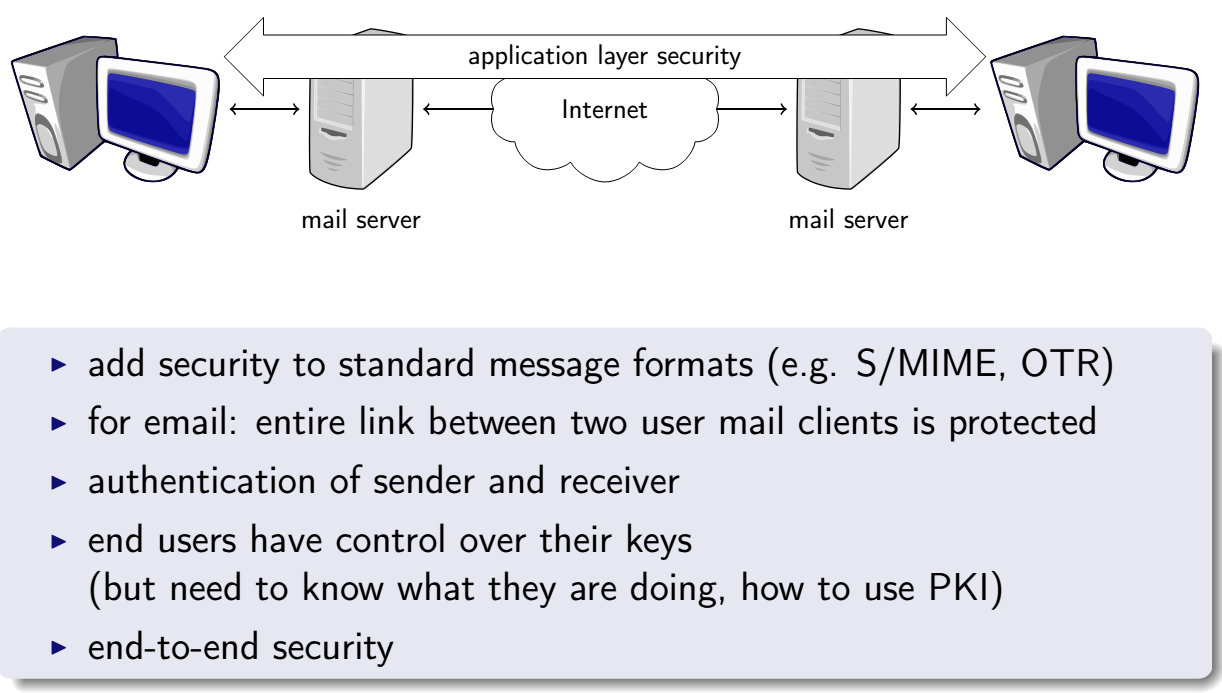 application layer security
Internet
mail server
mail server
▸ add security to standard message formats (e.g. S/MIME, OTR)
▸ for email: entire link between two user mail clients is protected
▸ authentication of sender and receiver
▸ end users have control over their keys
(but need to know what they are doing, how to use PKI)
▸ end-to-end security